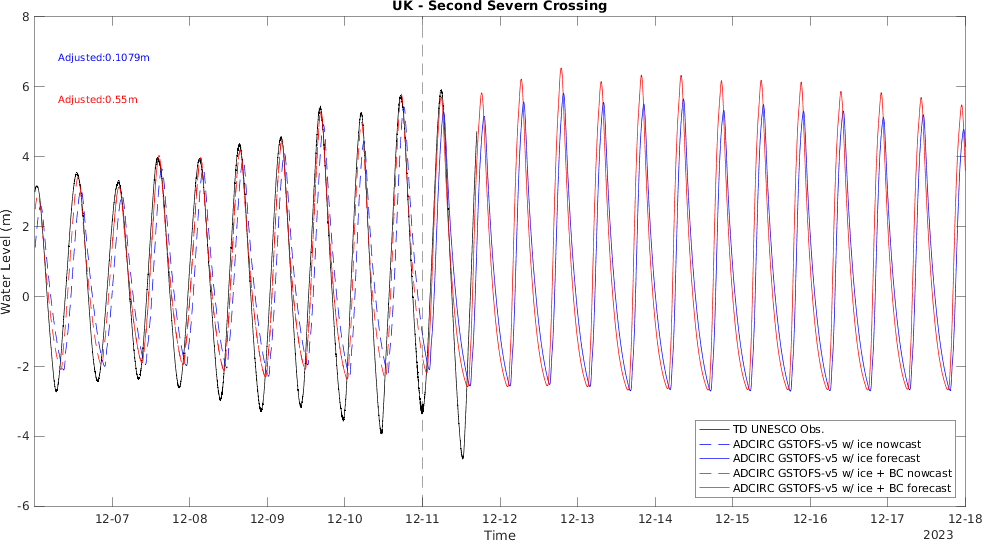 UK - Second Severn Crossing
8
Adjusted:0.1079m
6
Adjusted:0.55m
4
2
Water Level (m)
0
-2
-4
-6
TD UNESCO Obs.
ADCIRC GSTOFS-v5 w/ ice nowcast
ADCIRC GSTOFS-v5 w/ ice forecast
ADCIRC GSTOFS-v5 w/ ice + BC nowcast
ADCIRC GSTOFS-v5 w/ ice + BC forecast
12-07 12-08 12-09 12-10 12-11 12-12 12-13 12-14 12-15 12-16 12-17 12-18
Time
2023